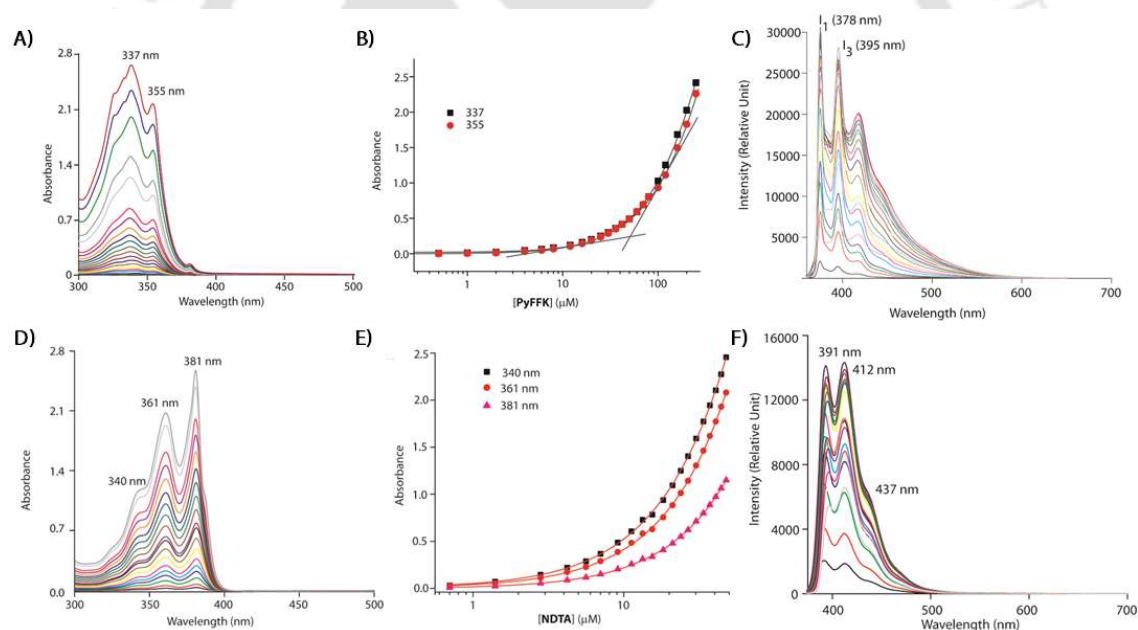 A)
337 nm
355 nm
2.8
2.1
1.4
0.7
0
Absorbance
300 350 400 450 500
Wavelength (nm)
B)
337
355
2.5
2.0
1.5
1.0
0.5
0.0
Absorbance
1 10 100
[PyFFK] (μM)
C)
I1 (378 nm)
I3 (395 nm)
30000
25000
20000
15000
10000
5000
Intensity (Relative Unit)
400 500 600 700
Wavelength (nm)
D)
381 nm
361 nm
340 nm
2.8
2.1
1.4
0.7
0.0
Absorbance
300 350 400 450 500
Wavelength (nm)
E)
340 nm
361 nm
381 nm
2.5
2.0
1.5
1.0
0.5
0.0
Absorbance
10
[NDTA] (μM)
F)
391 nm
412 nm
437 nm
16000
12000
8000
4000
0
Intensity (Relative Unit)
400 500 600 700
Wavelength (nm)